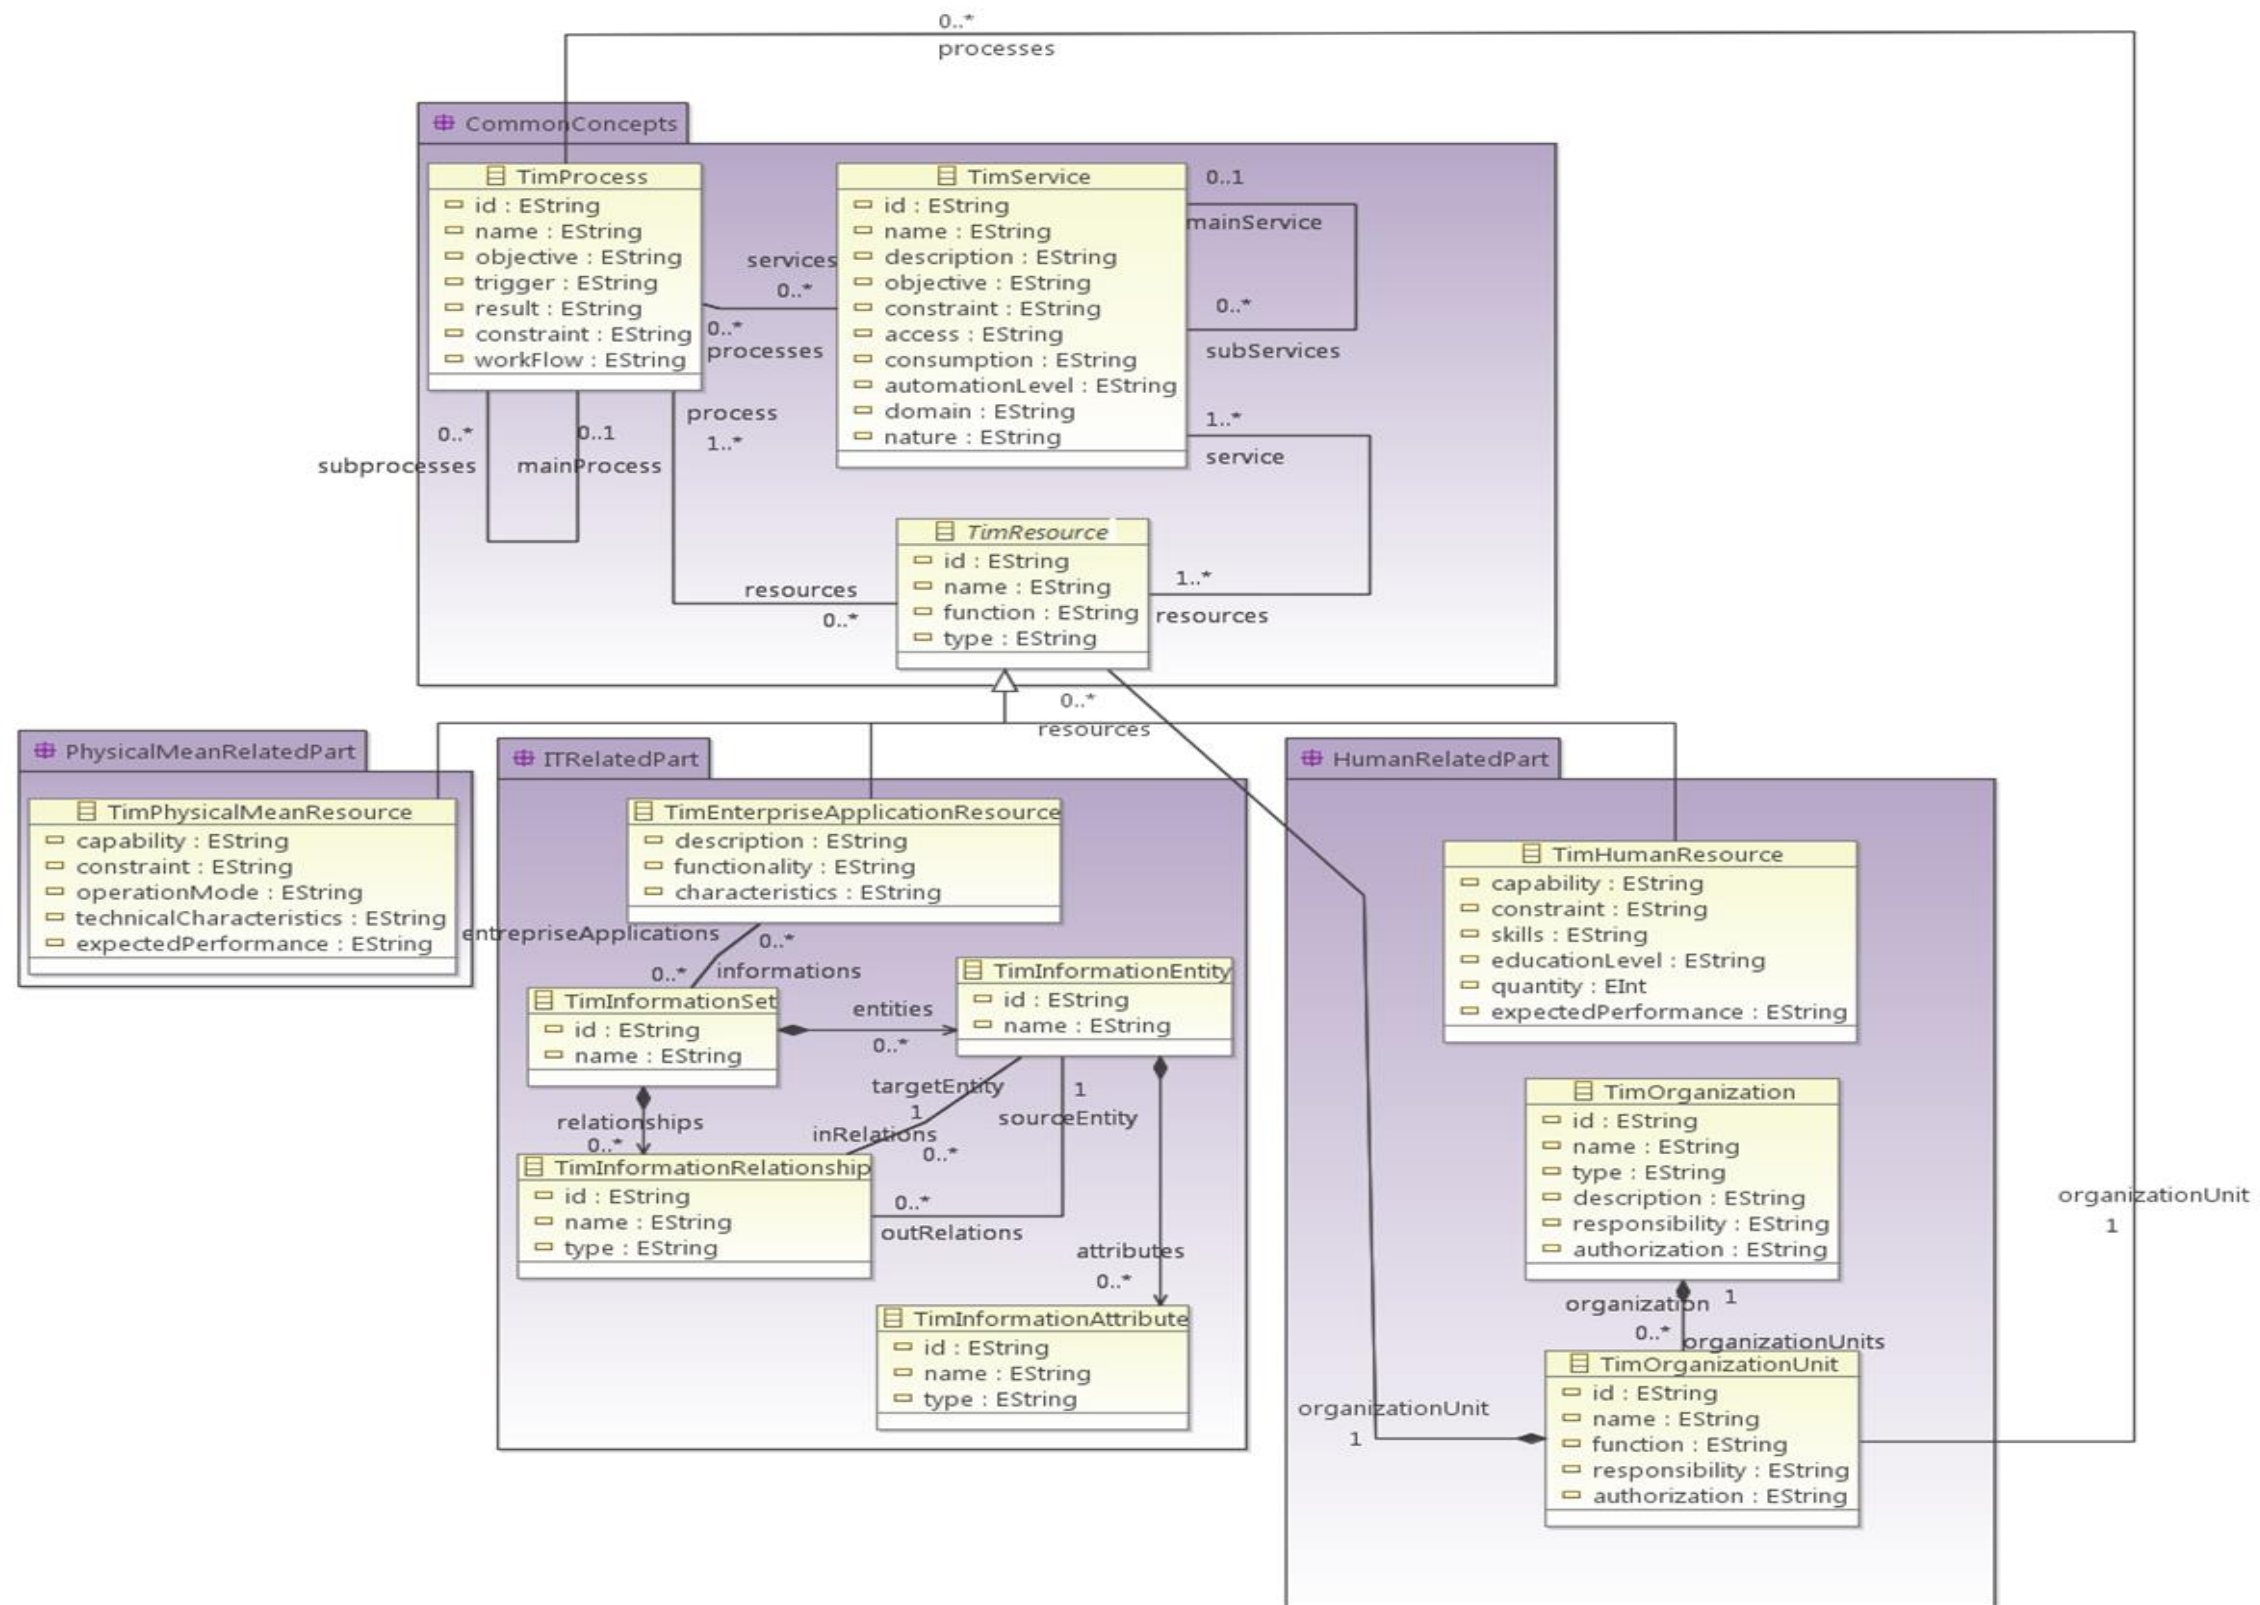 0..*
processes
CommonConcepts
TimProcess
id : EString
name : EString
objective : EString
trigger : EString
result : EString
constraint : EString
workFlow : EString
services
0..*
0..*
processes
TimService
id : EString
name : EString
description : EString
objective : EString
constraint : EString
access : EString
consumption : EString
automationLevel : EString
domain : EString
nature : EString
0..1
mainService
0..*
subServices
1..*
service
process
1..*
0..*
subprocesses
0..1
mainProcess
TimResource
id : EString
name : EString
function : EString
type : EString
resources
0..*
1..*
resources
0..*
resources
PhysicalMeanRelatedPart
TimPhysicalMeanResource
capability : EString
constraint : EString
operationMode : EString
technicalCharacteristics : EString
expectedPerformance : EString
ITRelatedPart
TimEnterpriseApplicationResource
description : EString
functionality : EString
characteristics : EString
entrepriseApplications
0..*
0..*
informations
TimInformationSet
id : EString
name : EString
entities
0..*
TimInformationEntity
id : EString
name : EString
relationships
0..*
targetEntity
1
inRelations
0..*
1
sourceEntity
TimInformationRelationship
id : EString
name : EString
type : EString
0..*
outRelations
attributes
0..*
TimInformationAttribute
id : EString
name : EString
type : EString
HumanRelatedPart
TimHumanResource
capability : EString
constraint : EString
skills : EString
educationLevel : EString
quantity : EInt
expectedPerformance : EString
TimOrganization
id : EString
name : EString
type : EString
description : EString
responsibility : EString
authorization : EString
organization
1
0..*
organizationUnits
TimOrganizationUnit
id : EString
name : EString
function : EString
responsibility : EString
authorization : EString
organizationUnit
1
organizationUnit
1